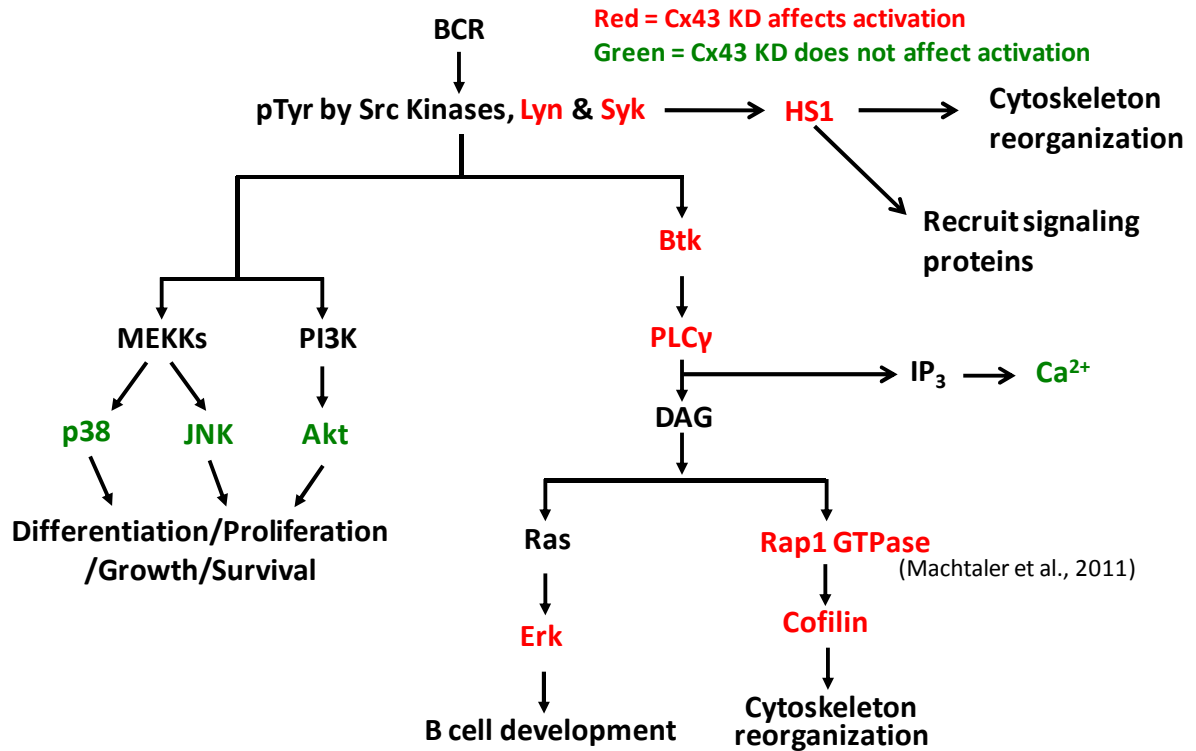 BCR
Red = Cx43 KD affects activation
Green = Cx43 KD does not affect activation
pTyr by Src Kinases, Lyn & Syk
HS1
Cytoskeleton
reorganization
Recruit signaling
proteins
Btk
MEKKs
PI3K
PLCγ
IP3
Ca2+
DAG
p38
JNK
Akt
Differentiation/Proliferation
/Growth/Survival
Ras
Rap1 GTPase
(Machtaler et al., 2011)
Erk
Cofilin
B cell development
Cytoskeleton
reorganization